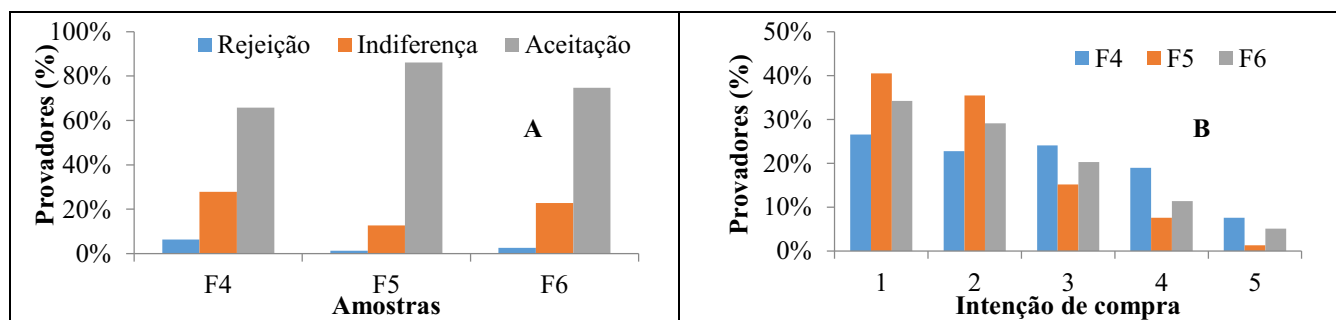 100%
80%
60%
40%
20%
0%
Provadores (%)
Rejeição Indiferença Aceitação
A
F4 F5 F6
Amostras
50%
40%
30%
20%
10%
0%
Provadores (%)
F4 F5 F6
B
1 2 3 4 5
Intenção de compra